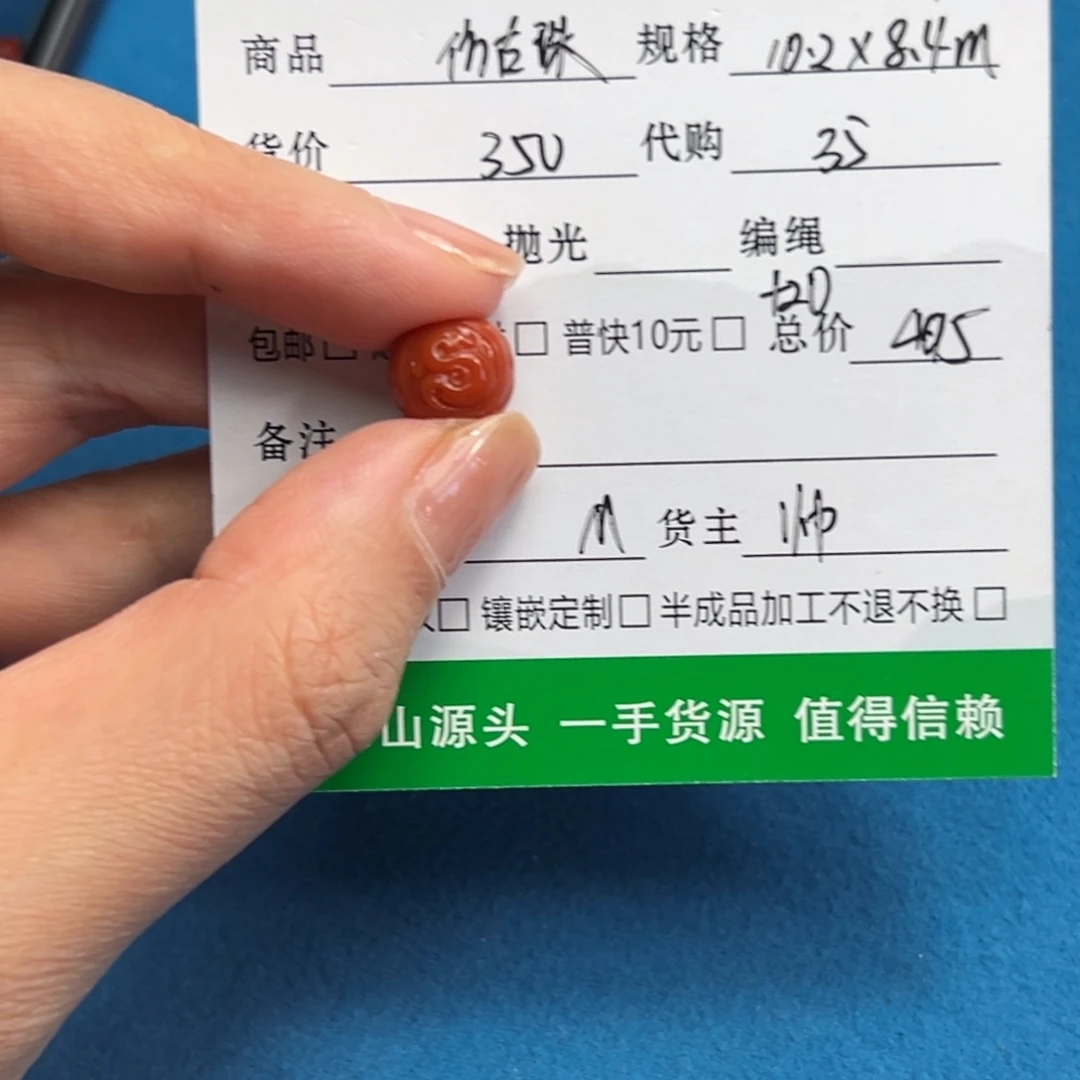 商品 仿古珠 规格 10.2×8.4m
货价 350 代购 35
抛光 编绳
+20
包邮 □ □ 普快10元 □ 总价 405
备注
M 货主 帅
□ 镶嵌定制 □ 半成品加工不退不换 □
山源头 一手货源 值得信赖